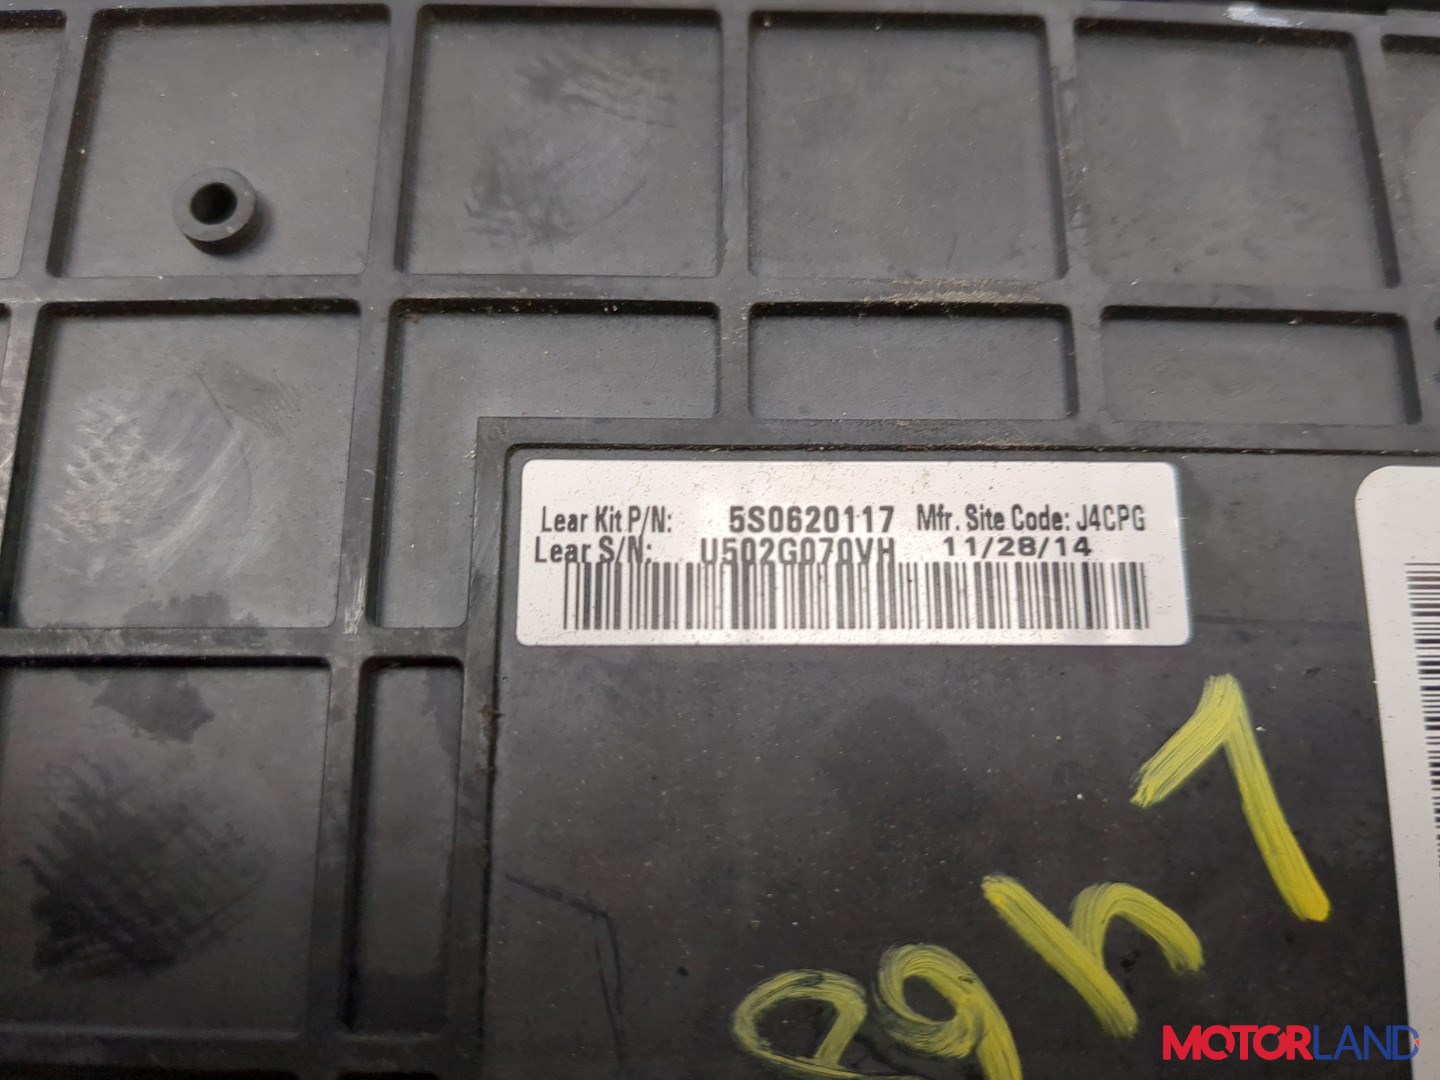 Lear Kit P/N: 5S0620117 Mfr. Site Code: J4CPG
Lear S/N: U502G070VH 11/28/14
MOTORLAND